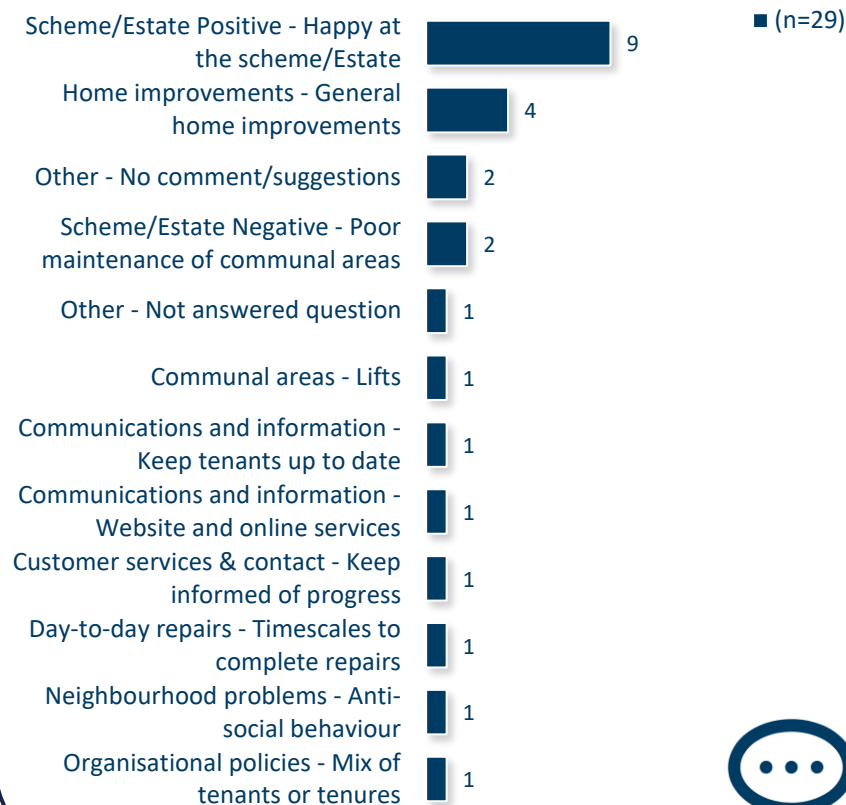 Scheme/Estate Positive - Happy at
the scheme/Estate
9
(n=29)
Home improvements - General
home improvements
4
Other - No comment/suggestions
2
Scheme/Estate Negative - Poor
maintenance of communal areas
2
Other - Not answered question
1
Communal areas - Lifts
1
Communications and information -
Keep tenants up to date
1
Communications and information -
Website and online services
1
Customer services & contact - Keep
informed of progress
1
Day-to-day repairs - Timescales to
complete repairs
1
Neighbourhood problems - Anti-
social behaviour
1
Organisational policies - Mix of
tenants or tenures
1